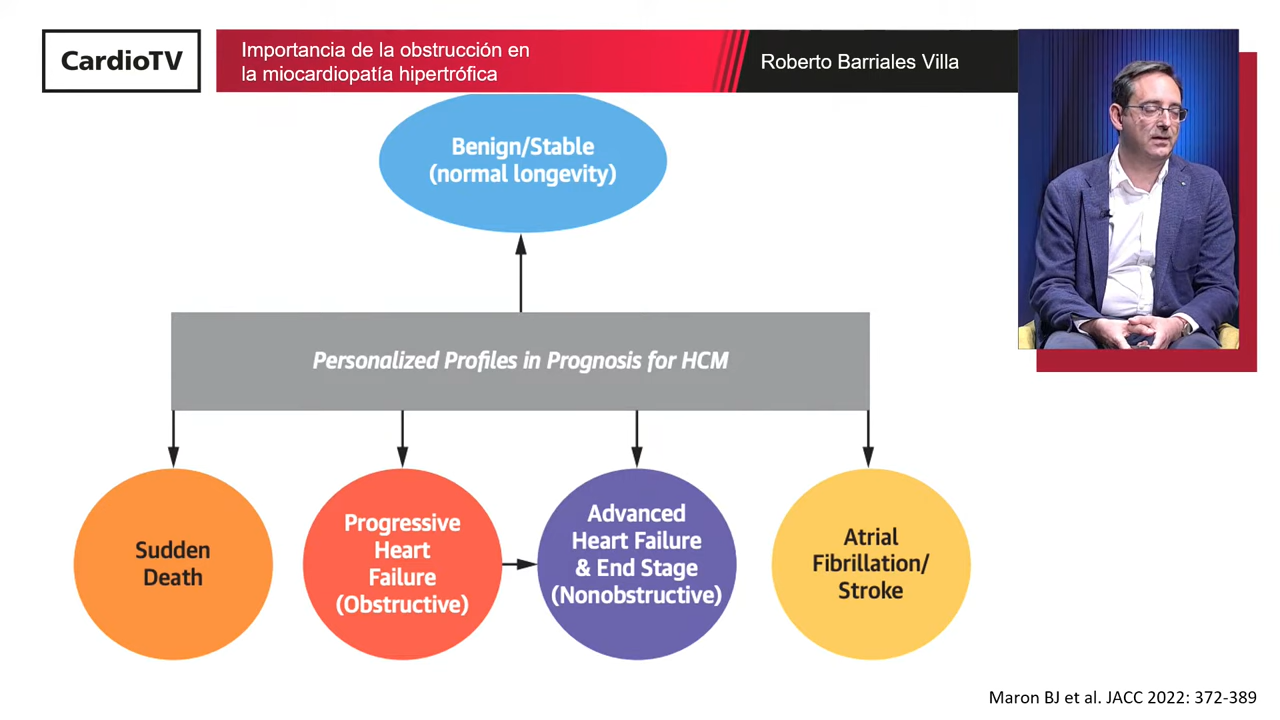 CardioTV
Importancia de la obstrucción en
la miocardiopatía hipertrófica
Roberto Barriales Villa
Benign/Stable
(normal longevity)
Personalized Profiles in Prognosis for HCM
Sudden
Death
Progressive
Heart
Failure
(Obstructive)
Advanced
Heart Failure
& End Stage
(Nonobstructive)
Atrial
Fibrillation/
Stroke
Maron BJ et al. JACC 2022: 372-389